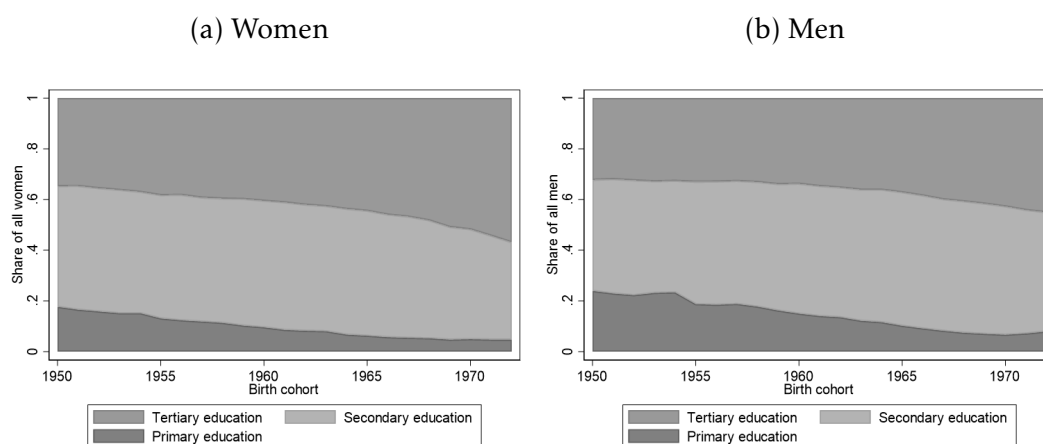 (a) Women
Share of all women
1
.8
.6
.4
.2
0
1950 1955 1960 1965 1970
Birth cohort
Tertiary education Secondary education
Primary education
(b) Men
Share of all men
1
.8
.6
.4
.2
0
1950 1955 1960 1965 1970
Birth cohort
Tertiary education Secondary education
Primary education